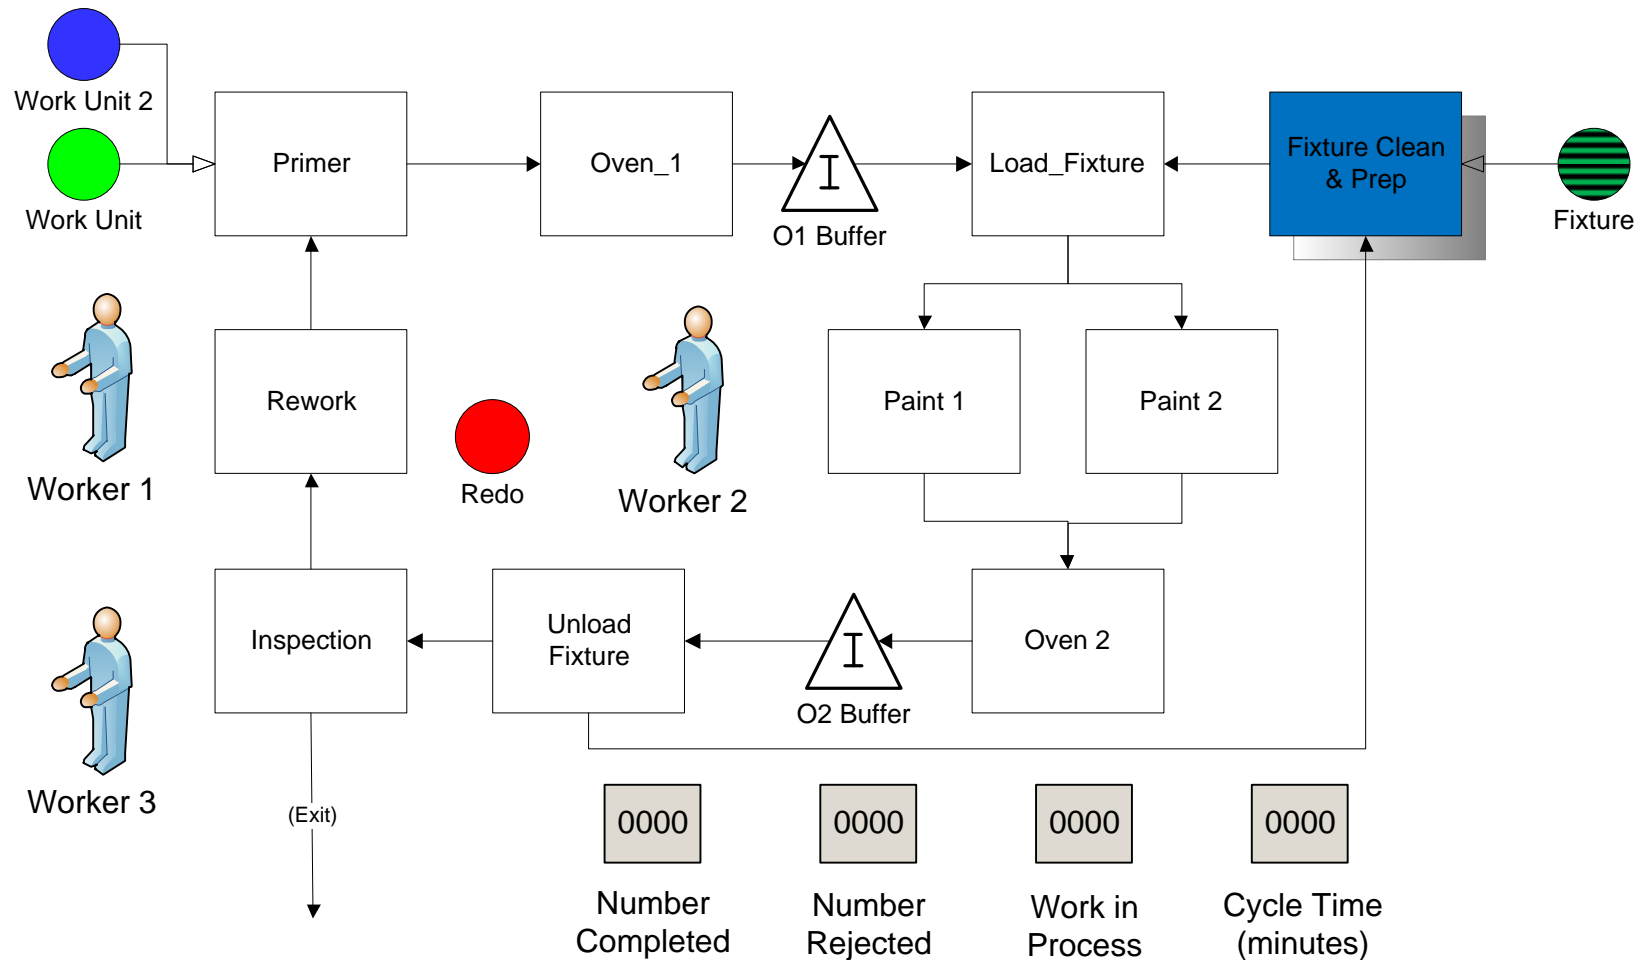 Work Unit 2
Work Unit
Primer
Oven_1
I
O1 Buffer
Load_Fixture
Fixture Clean
& Prep
Fixture
Worker 1
Rework
Redo
Worker 2
Paint 1
Paint 2
Worker 3
Inspection
Unload
Fixture
I
O2 Buffer
Oven 2
(Exit)
0000
0000
0000
0000
Number
Completed
Number
Rejected
Work in
Process
Cycle Time
(minutes)